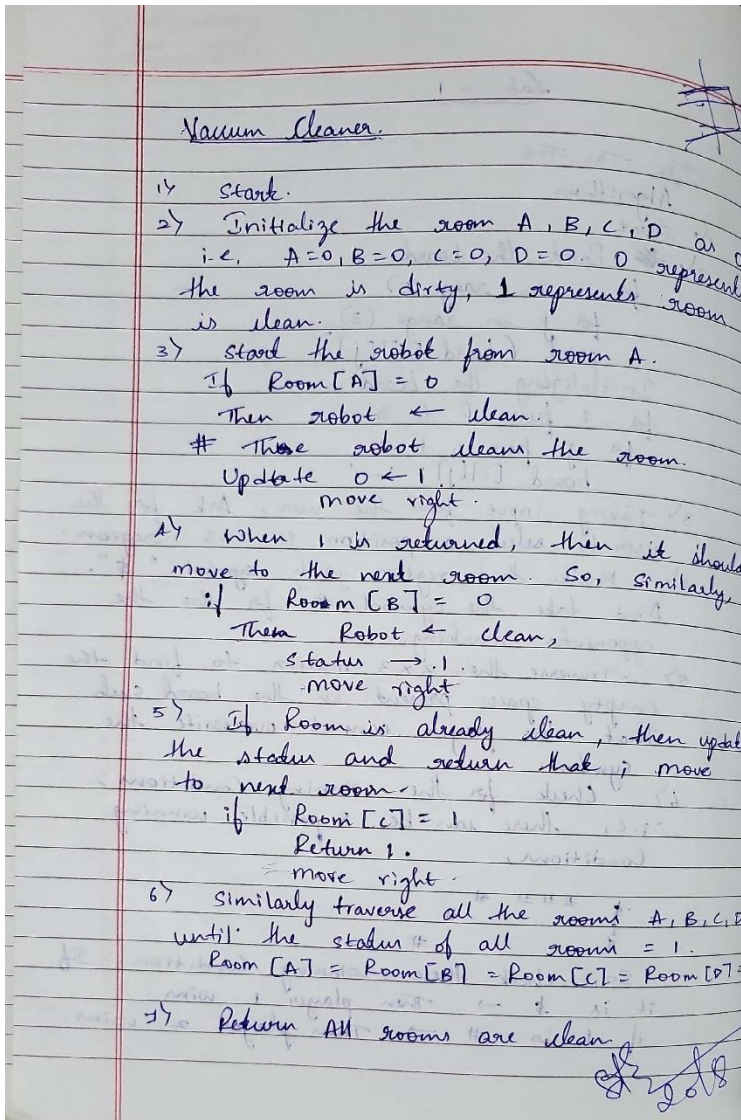 Vacuum Cleaner.
1) Start.
2) Initialize the room A, B, C, D as 0
i.e, A=0, B=0, C=0, D=0. 0 represent
the room is dirty, 1 represents room
is clean.
3) Start the robot from room A.
If Room[A] = 0
Then robot ← clean.
# The robot cleans the room.
Update 0 ← 1
move right.
4) When 1 is returned, then it should
move to the next room. So, Similarly,
if Room [B] = 0
Then Robot ← clean,
status → 1.
move right
5) If Room is already clean, then updat
the status and return that; move
to next room.
if Room [C] = 1
Return 1.
move right.
6) Similarly traverse all the rooms A, B, C, D
until the status of all rooms = 1.
Room [A] = Room[B] = Room[C] = Room[D] =
7) Return All rooms are clean.